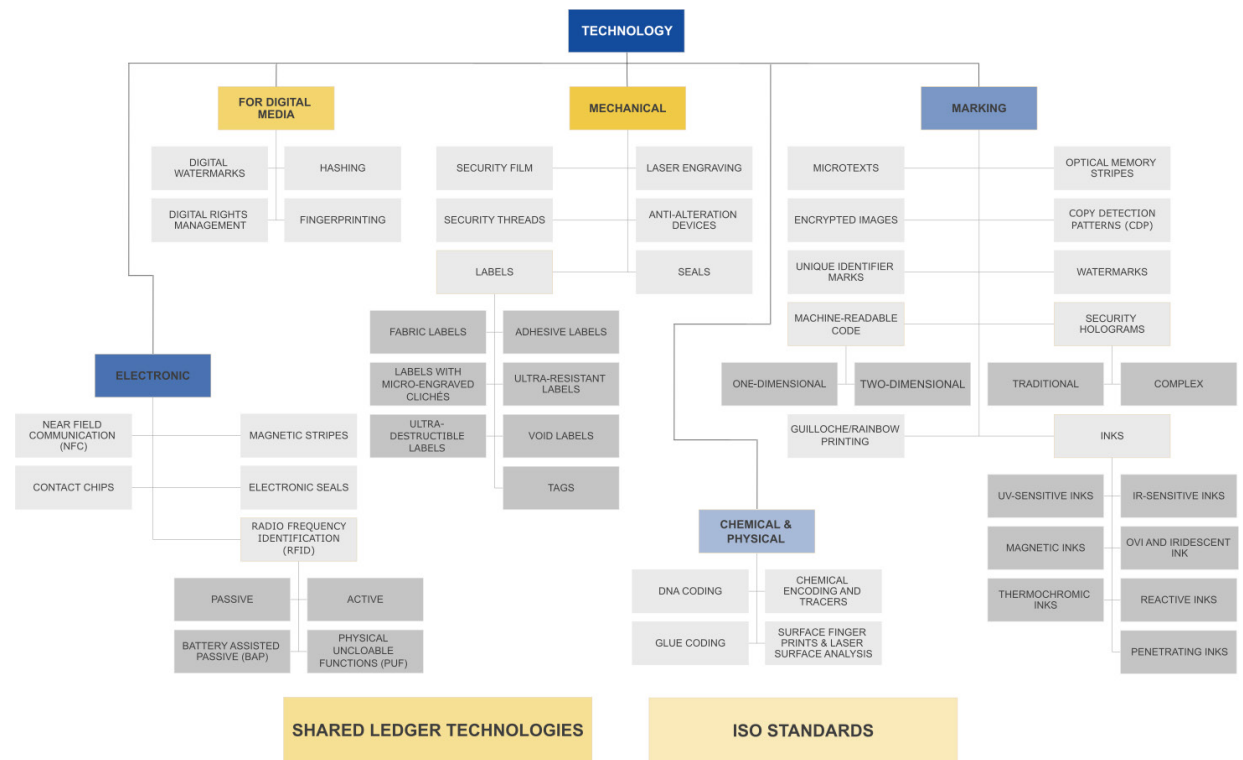 TECHNOLOGY
FOR DIGITAL
MEDIA
MECHANICAL
MARKING
DIGITAL
WATERMARKS
HASHING
DIGITAL RIGHTS
MANAGEMENT
FINGERPRINTING
SECURITY FILM
LASER ENGRAVING
SECURITY THREADS
ANTI-ALTERATION
DEVICES
LABELS
SEALS
FABRIC LABELS
ADHESIVE LABELS
LABELS WITH
MICRO-ENGRAVED
CLICHÉS
ULTRA-RESISTANT
LABELS
ULTRA-
DESTRUCTIBLE
LABELS
VOID LABELS
TAGS
MICROTEXTS
OPTICAL MEMORY
STRIPES
ENCRYPTED IMAGES
COPY DETECTION
PATTERNS (CDP)
UNIQUE IDENTIFIER
MARKS
WATERMARKS
MACHINE-READABLE
CODE
SECURITY
HOLOGRAMS
ONE-DIMENSIONAL
TWO-DIMENSIONAL
TRADITIONAL
COMPLEX
GUILLOCHE/RAINBOW
PRINTING
INKS
UV-SENSITIVE INKS
IR-SENSITIVE INKS
MAGNETIC INKS
OVI AND IRIDESCENT
INK
THERMOCHROMIC
INKS
REACTIVE INKS
PENETRATING INKS
ELECTRONIC
NEAR FIELD
COMMUNICATION
(NFC)
MAGNETIC STRIPES
CONTACT CHIPS
ELECTRONIC SEALS
RADIO FREQUENCY
IDENTIFICATION
(RFID)
PASSIVE
ACTIVE
BATTERY ASSISTED
PASSIVE (BAP)
PHYSICAL
UNCLOABLE
FUNCTIONS (PUF)
CHEMICAL &
PHYSICAL
DNA CODING
CHEMICAL
ENCODING AND
TRACERS
GLUE CODING
SURFACE FINGER
PRINTS & LASER
SURFACE ANALYSIS
SHARED LEDGER TECHNOLOGIES
ISO STANDARDS